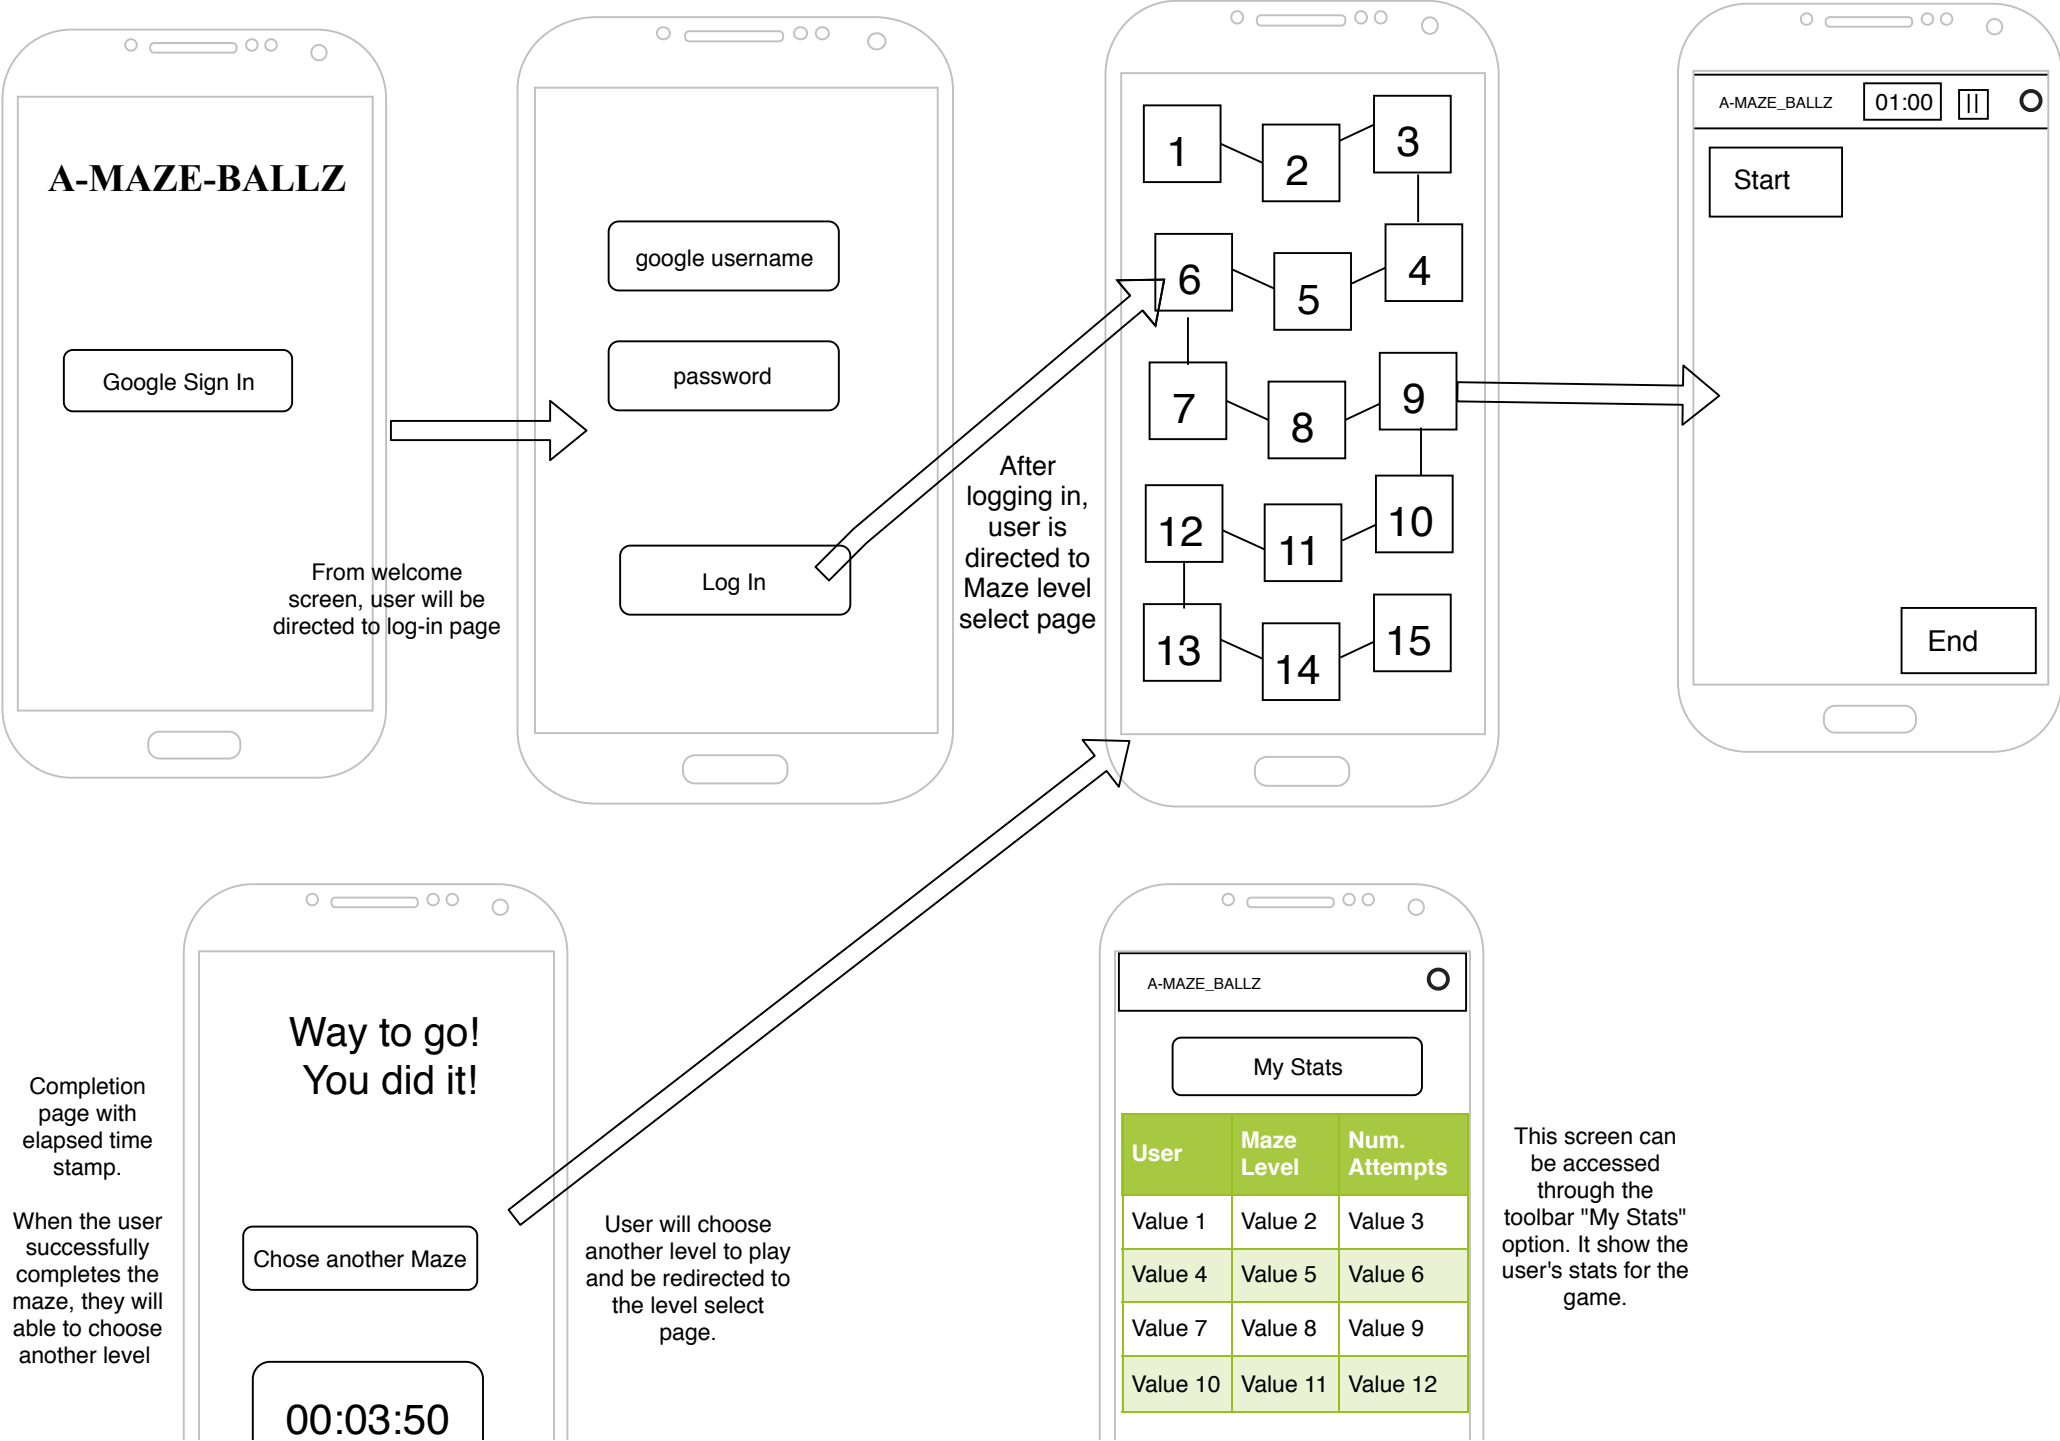 A-MAZE-BALLZ
Google Sign In
From welcome
screen, user will be
directed to log-in page
google username
password
Log In
After
logging in,
user is
directed to
Maze level
select page
1
2
3
4
5
6
7
8
9
10
11
12
13
14
15
A-MAZE_BALLZ
01:00
||
Start
End
Completion
page with
elapsed time
stamp.
When the user
successfully
completes the
maze, they will
able to choose
another level
Way to go!
You did it!
Chose another Maze
00:03:50
User will choose
another level to play
and be redirected to
the level select
page.
A-MAZE_BALLZ
My Stats
User Maze Level Num. Attempts
Value 1 Value 2 Value 3
Value 4 Value 5 Value 6
Value 7 Value 8 Value 9
Value 10 Value 11 Value 12
This screen can
be accessed
through the
toolbar "My Stats"
option. It show the
user's stats for the
game.